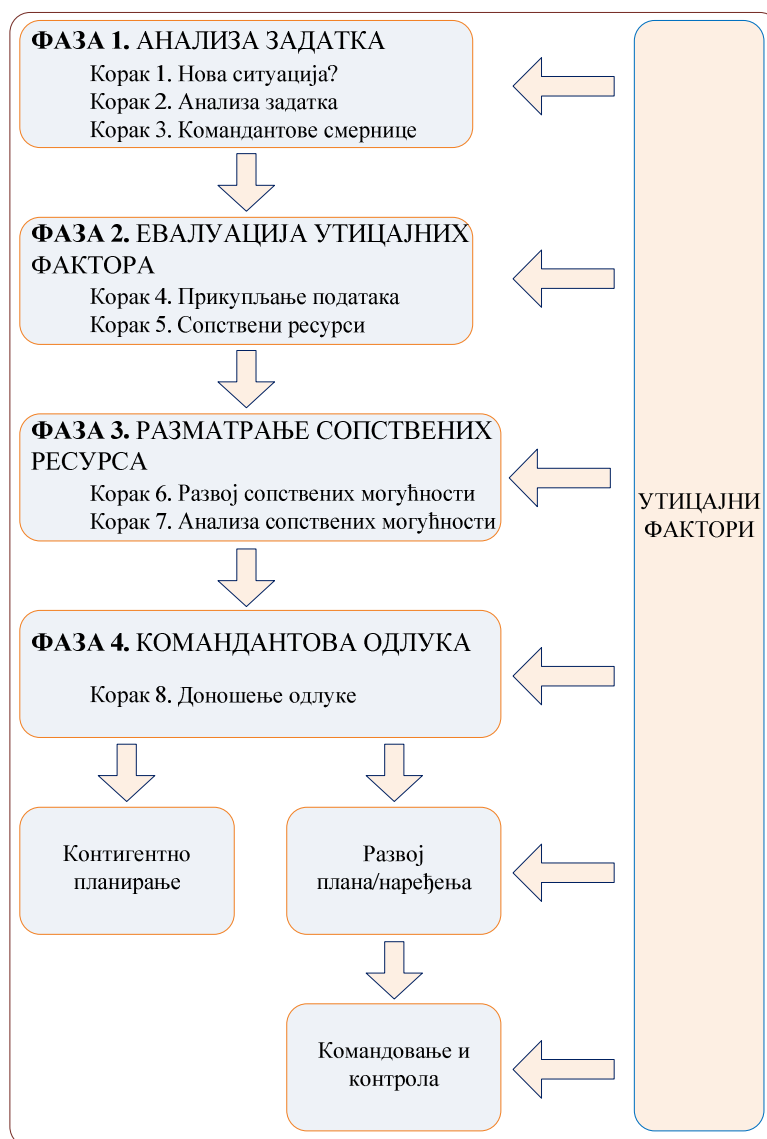 ФАЗА 1. АНАЛИЗА ЗАДАТКА
Корак 1. Нова ситуација?
Корак 2. Анализа задатка
Корак 3. Командантове смернице
ФАЗА 2. ЕВАЛУАЦИЈА УТИЦАЈНИХ
ФАКТОРА
Корак 4. Прикупљање података
Корак 5. Сопствени ресурси
ФАЗА 3. РАЗМАТРАЊЕ СОПСТВЕНИХ
РЕСУРСА
Корак 6. Развој сопствених могућности
Корак 7. Анализа сопствених могућности
ФАЗА 4. КОМАНДАНТОВА ОДЛУКА
Корак 8. Доношење одлуке
Контигентно
планирање
Развој
плана/наређења
Командовање и
контрола
УТИЦАЈНИ
ФАКТОРИ